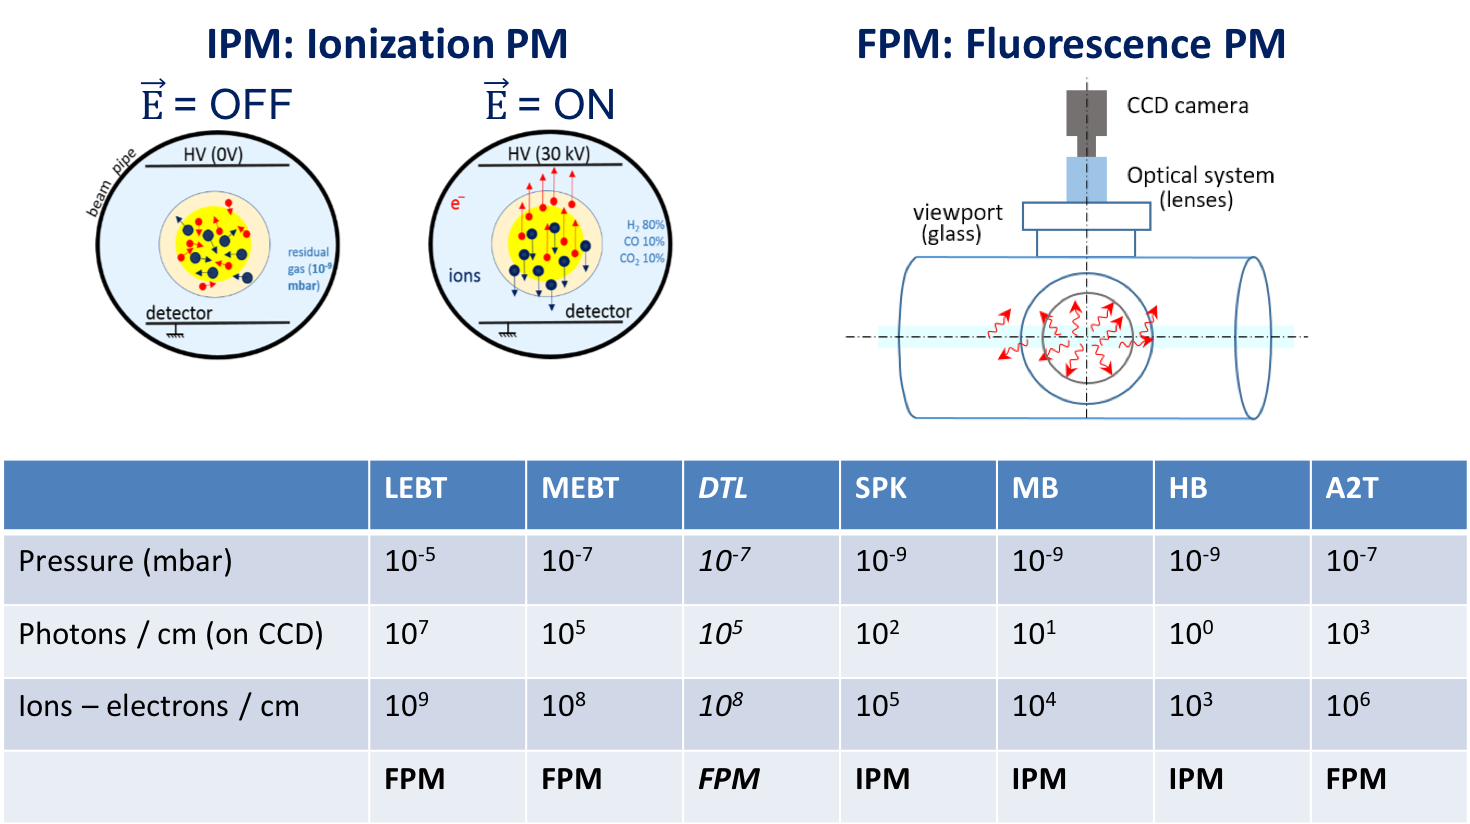 IPM: Ionization PM
E⃗ = OFF
E⃗ = ON
HV (0V)
beam pipe
residual
gas (10⁻⁹
mbar)
detector
HV (30 kV)
e⁻
H₂ 80%
CO 10%
CO₂ 10%
ions
detector
FPM: Fluorescence PM
CCD camera
Optical system
(lenses)
viewport
(glass)
LEBT MEBT DTL SPK MB HB A2T
Pressure (mbar) 10⁻⁵ 10⁻⁷ 10⁻⁷ 10⁻⁹ 10⁻⁹ 10⁻⁹ 10⁻⁷
Photons / cm (on CCD) 10⁷ 10⁵ 10⁵ 10² 10¹ 10⁰ 10³
Ions – electrons / cm 10⁹ 10⁸ 10⁸ 10⁵ 10⁴ 10³ 10⁶
FPM FPM FPM IPM IPM IPM FPM